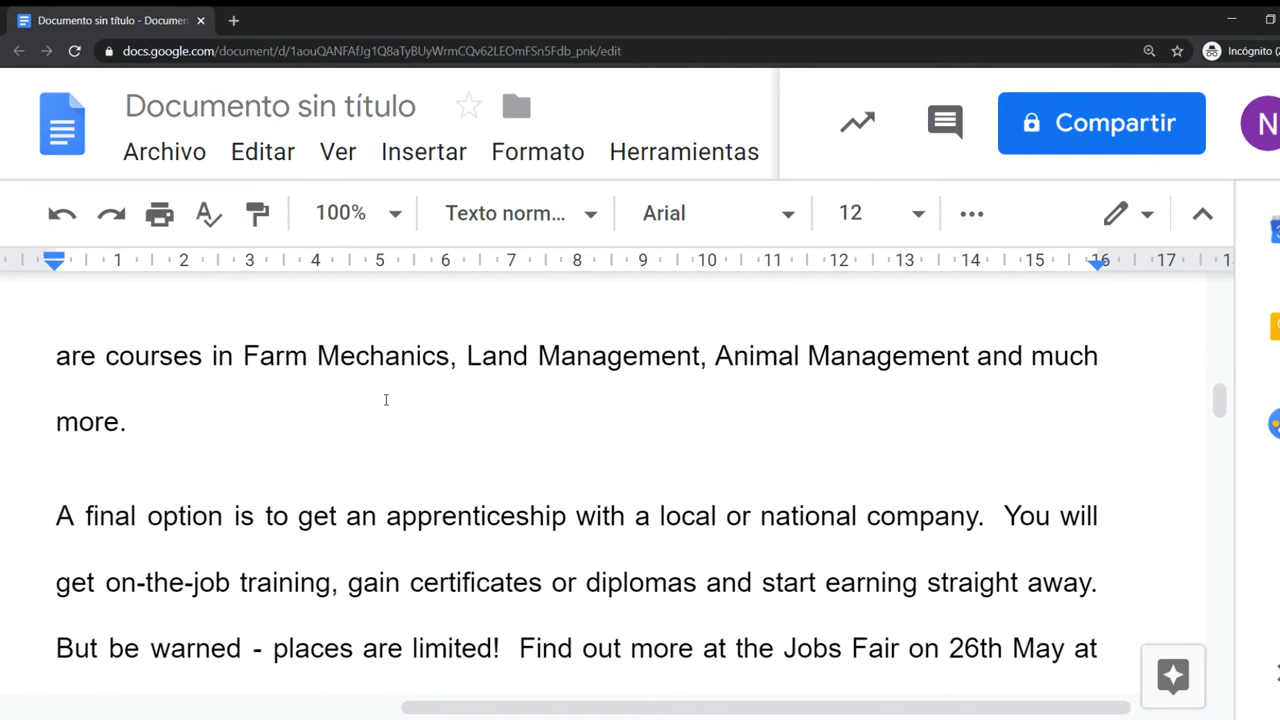 Documento sin título - Documen
docs.google.com/document/d/1aouQANFAfJg1Q8aTyBUyWrmCQv62LEOmFSn5Fdb_pnk/edit
Incógnito (2
Documento sin título
Compartir
N
Archivo Editar Ver Insertar Formato Herramientas
100% Texto norm... Arial 12
1 2 3 4 5 6 7 8 9 10 11 12 13 14 15 16 17 1
are courses in Farm Mechanics, Land Management, Animal Management and much
more.
A final option is to get an apprenticeship with a local or national company. You will
get on-the-job training, gain certificates or diplomas and start earning straight away.
But be warned - places are limited! Find out more at the Jobs Fair on 26th May at